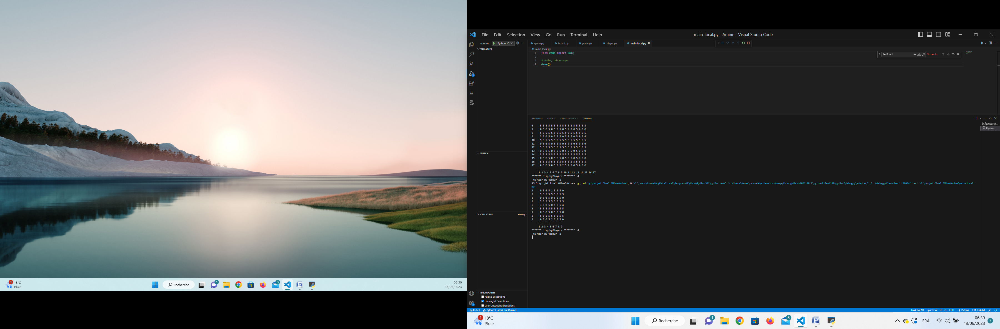 1
18°C
Pluie
Recherche
1
3
06:30
18/06/2023
File Edit Selection View Go Run Terminal Help
main-local.py - Amine - Visual Studio Code
RUN AN... Python: Cu
game.py board.py pawn.py player.py main-local.py
VARIABLES
main-local.py
1 from game import Game
2
3 # Main, démarrage
4 Game()
lenBoard Aa ab No results
PROBLEMS OUTPUT DEBUG CONSOLE TERMINAL
powersh...
Python ...
6 | 5 5 5 5 5 5 5 5 5 5 5 5 5 5 5 5 5
7 | 0 5 0 5 0 5 0 5 0 5 0 5 0 5 0 5 0
8 | 5 5 5 5 5 5 5 5 5 5 5 5 5 5 5 5 5
9 | 3 5 0 5 0 5 0 5 0 5 0 5 0 5 0 5 4
10 | 5 5 5 5 5 5 5 5 5 5 5 5 5 5 5 5 5
11 | 0 5 0 5 0 5 0 5 0 5 0 5 0 5 0 5 0
12 | 5 5 5 5 5 5 5 5 5 5 5 5 5 5 5 5 5
13 | 0 5 0 5 0 5 0 5 0 5 0 5 0 5 0 5 0
14 | 5 5 5 5 5 5 5 5 5 5 5 5 5 5 5 5 5
15 | 0 5 0 5 0 5 0 5 0 5 0 5 0 5 0 5 0
16 | 5 5 5 5 5 5 5 5 5 5 5 5 5 5 5 5 5
17 | 0 5 0 5 0 5 0 5 2 5 0 5 0 5 0 5 0
-----------
1 2 3 4 5 6 7 8 9 10 11 12 13 14 15 16 17
******* displayPlayers ******** 4
Au tour du joueur 1
PS G:\projet final AMine\Amine> g:; cd 'g:\projet final AMine\Amine'; & 'C:\Users\Asmaa\AppData\Local\Programs\Python\Python311\python.exe' 'c:\Users\Asmaa\.vscode\extensions\ms-python.python-2023.10.1\pythonFiles\lib\python\debugpy\adapter/../..\debugpy\launcher' '50604' '--' 'G:\projet final AMine\Amine\main-local.
py'
1 | 0 5 0 5 1 5 0 5 0
2 | 5 5 5 5 5 5 5 5 5
3 | 0 5 0 5 0 5 0 5 0
4 | 5 5 5 5 5 5 5 5 5
5 | 3 5 0 5 0 5 0 5 4
6 | 5 5 5 5 5 5 5 5 5
7 | 0 5 0 5 0 5 0 5 0
8 | 5 5 5 5 5 5 5 5 5
9 | 0 5 0 5 2 5 0 5 0
-----------
1 2 3 4 5 6 7 8 9
******* displayPlayers ******** 4
Au tour du joueur 1
WATCH
CALL STACK Running
BREAKPOINTS
Raised Exceptions
Uncaught Exceptions
User Uncaught Exceptions
0 0 Python: Current File (Amine)
Ln 4, Col 10 Spaces: 4 UTF-8 CRLF Python 3.11.0 64-bit
1
18°C
Pluie
Recherche
1
3
FRA
06:30
18/06/2023
3